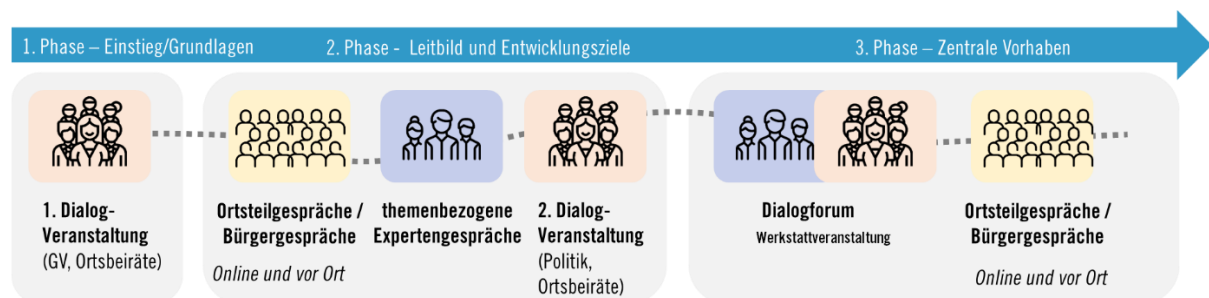 1. Phase – Einstieg/Grundlagen
2. Phase - Leitbild und Entwicklungsziele
3. Phase – Zentrale Vorhaben
1. Dialog-
Veranstaltung
(GV, Ortsbeiräte)
Ortsteilgespräche /
Bürgergespräche
Online und vor Ort
themenbezogene
Expertengespräche
2. Dialog-
Veranstaltung
(Politik,
Ortsbeiräte)
Dialogforum
Werkstattveranstaltung
Ortsteilgespräche /
Bürgergespräche
Online und vor Ort